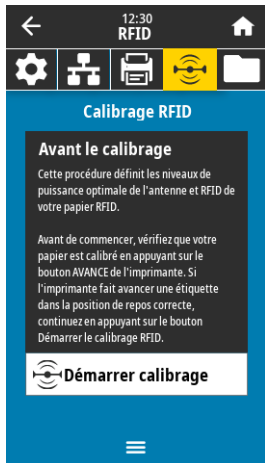 12:30
RFID
Calibrage RFID
Avant le calibrage
Cette procédure définit les niveaux de
puissance optimale de l'antenne et RFID de
votre papier RFID.
Avant de commencer, vérifiez que votre
papier est calibré en appuyant sur le
bouton AVANCE de l'imprimante. Si
l'imprimante fait avancer une étiquette
dans la position de repos correcte,
continuez en appuyant sur le bouton
Démarrer le calibrage RFID.
Démarrer calibrage